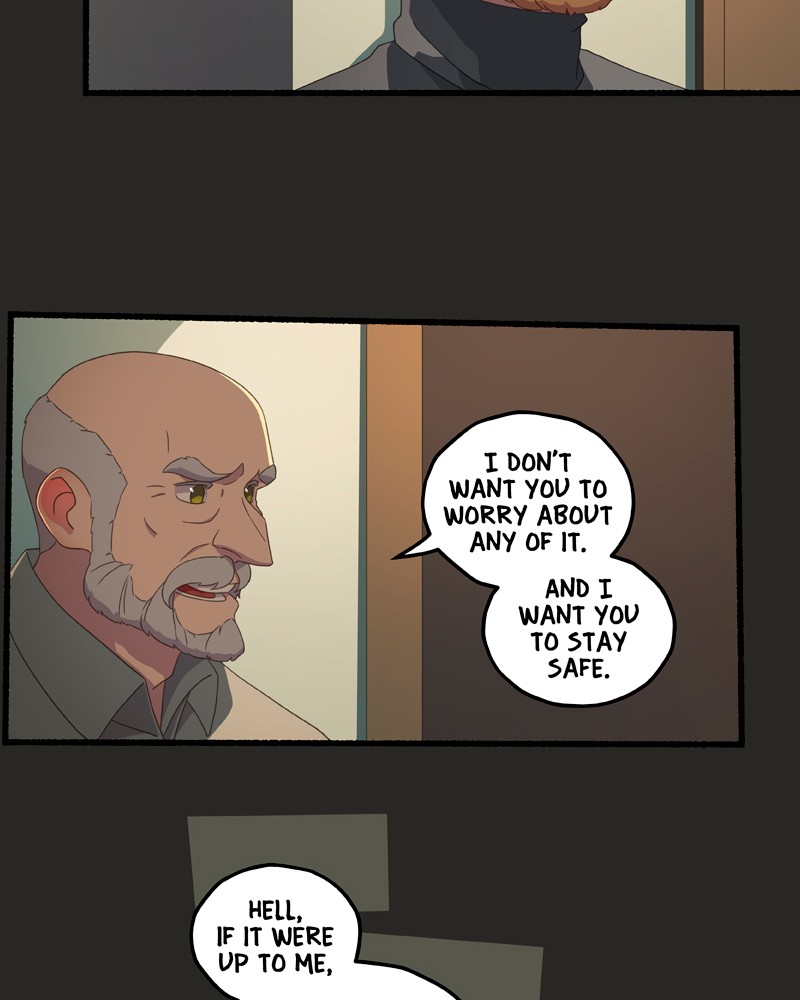 I DON'T
WANT YOU TO
WORRY ABOUT
ANY OF IT.
AND I
WANT YOU
TO STAY
SAFE.
HELL,
IF IT WERE
UP TO ME,